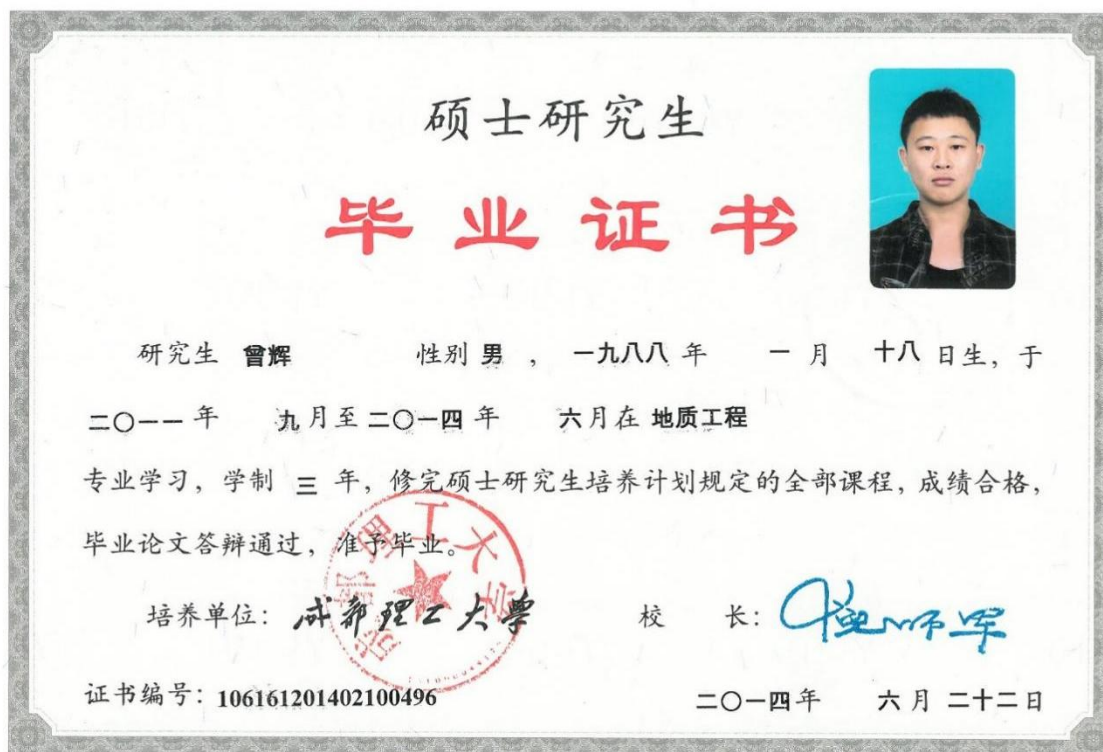 硕士研究生
毕业证书
研究生 曾辉 性别 男 ， 一九八八 年 一 月 十八 日生，于
二〇一一 年 九 月至 二〇一四 年 六 月在 地质工程
专业学习，学制 三 年，修完硕士研究生培养计划规定的全部课程，成绩合格，
毕业论文答辩通过，准予毕业。
成都理工大学
培养单位：成都理工大学 校 长：
证书编号：106161201402100496 二〇一四年 六 月 二十二日